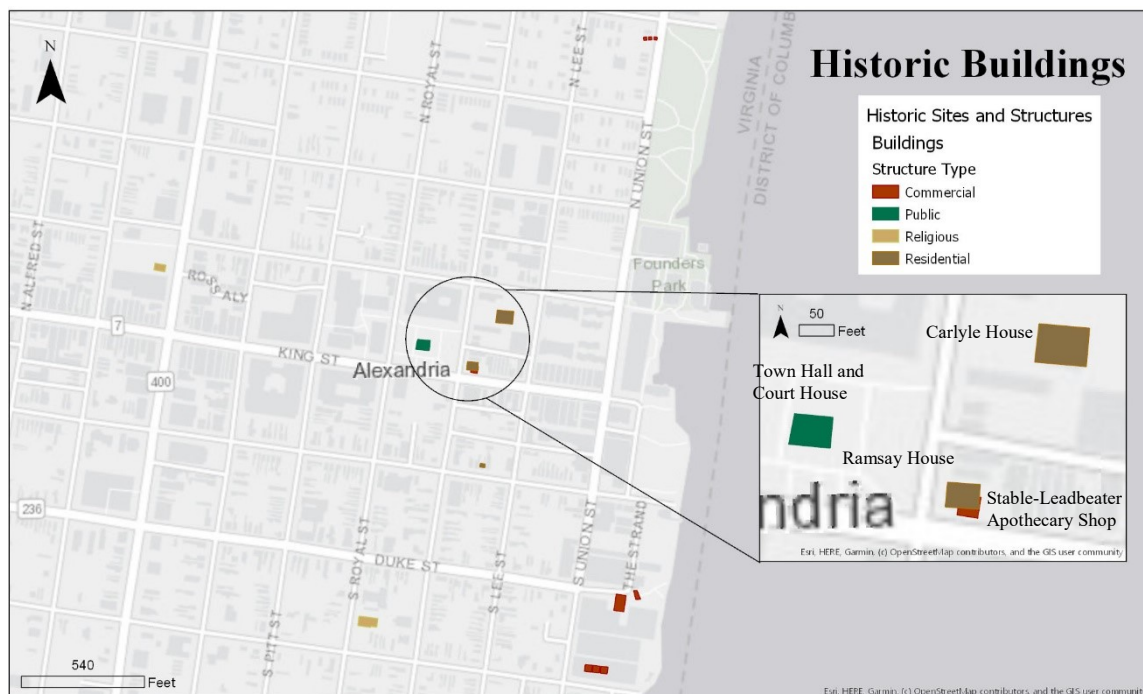 N
Historic Buildings
Historic Sites and Structures
Buildings
Structure Type
Commercial
Public
Religious
Residential
N ROYAL ST
N LEE ST
N UNION ST
VIRGINIA
DISTRICT OF COLUMB
N ALFRED ST
ROSS ALY
Founders
Park
7
KING ST
Alexandria
400
236
DUKE ST
S ROYAL ST
S PITT ST
S LEE ST
S UNION ST
THE STRAND
N
50
Feet
Carlyle House
Town Hall and
Court House
Ramsay House
Stable-Leadbeater
Apothecary Shop
ndria
Esri, HERE, Garmin, (c) OpenStreetMap contributors, and the GIS user community
540
Feet
Esri, HERE, Garmin, (c) OpenStreetMap contributors, and the GIS user communit